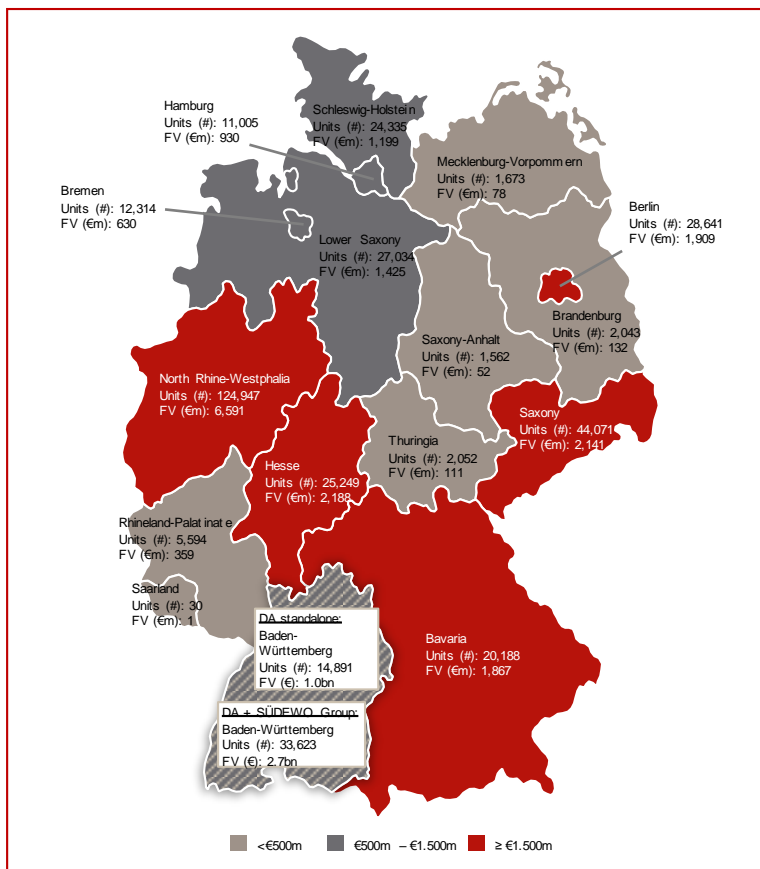 Hamburg
Units (#): 11,005
FV (€m): 930
Schleswig-Holstein
Units (#): 24,335
FV (€m): 1,199
Mecklenburg-Vorpommern
Units (#): 1,673
FV (€m): 78
Bremen
Units (#): 12,314
FV (€m): 630
Berlin
Units (#): 28,641
FV (€m): 1,909
Lower Saxony
Units (#): 27,034
FV (€m): 1,425
Brandenburg
Units (#): 2,043
FV (€m): 132
Saxony-Anhalt
Units (#): 1,562
FV (€m): 52
North Rhine-Westphalia
Units (#): 124,947
FV (€m): 6,591
Saxony
Units (#): 44,071
FV (€m): 2,141
Thuringia
Units (#): 2,052
FV (€m): 111
Hesse
Units (#): 25,249
FV (€m): 2,188
Rhineland-Palatinate
Units (#): 5,594
FV (€m): 359
Saarland
Units (#): 30
FV (€m): 1
DA standalone:
Baden-
Württemberg
Units (#): 14,891
FV (€): 1.0bn
Bavaria
Units (#): 20,188
FV (€m): 1,867
DA + SÜDEWO Group:
Baden-Württemberg
Units (#): 33,623
FV (€): 2.7bn
<€500m
€500m – €1.500m
≥ €1.500m